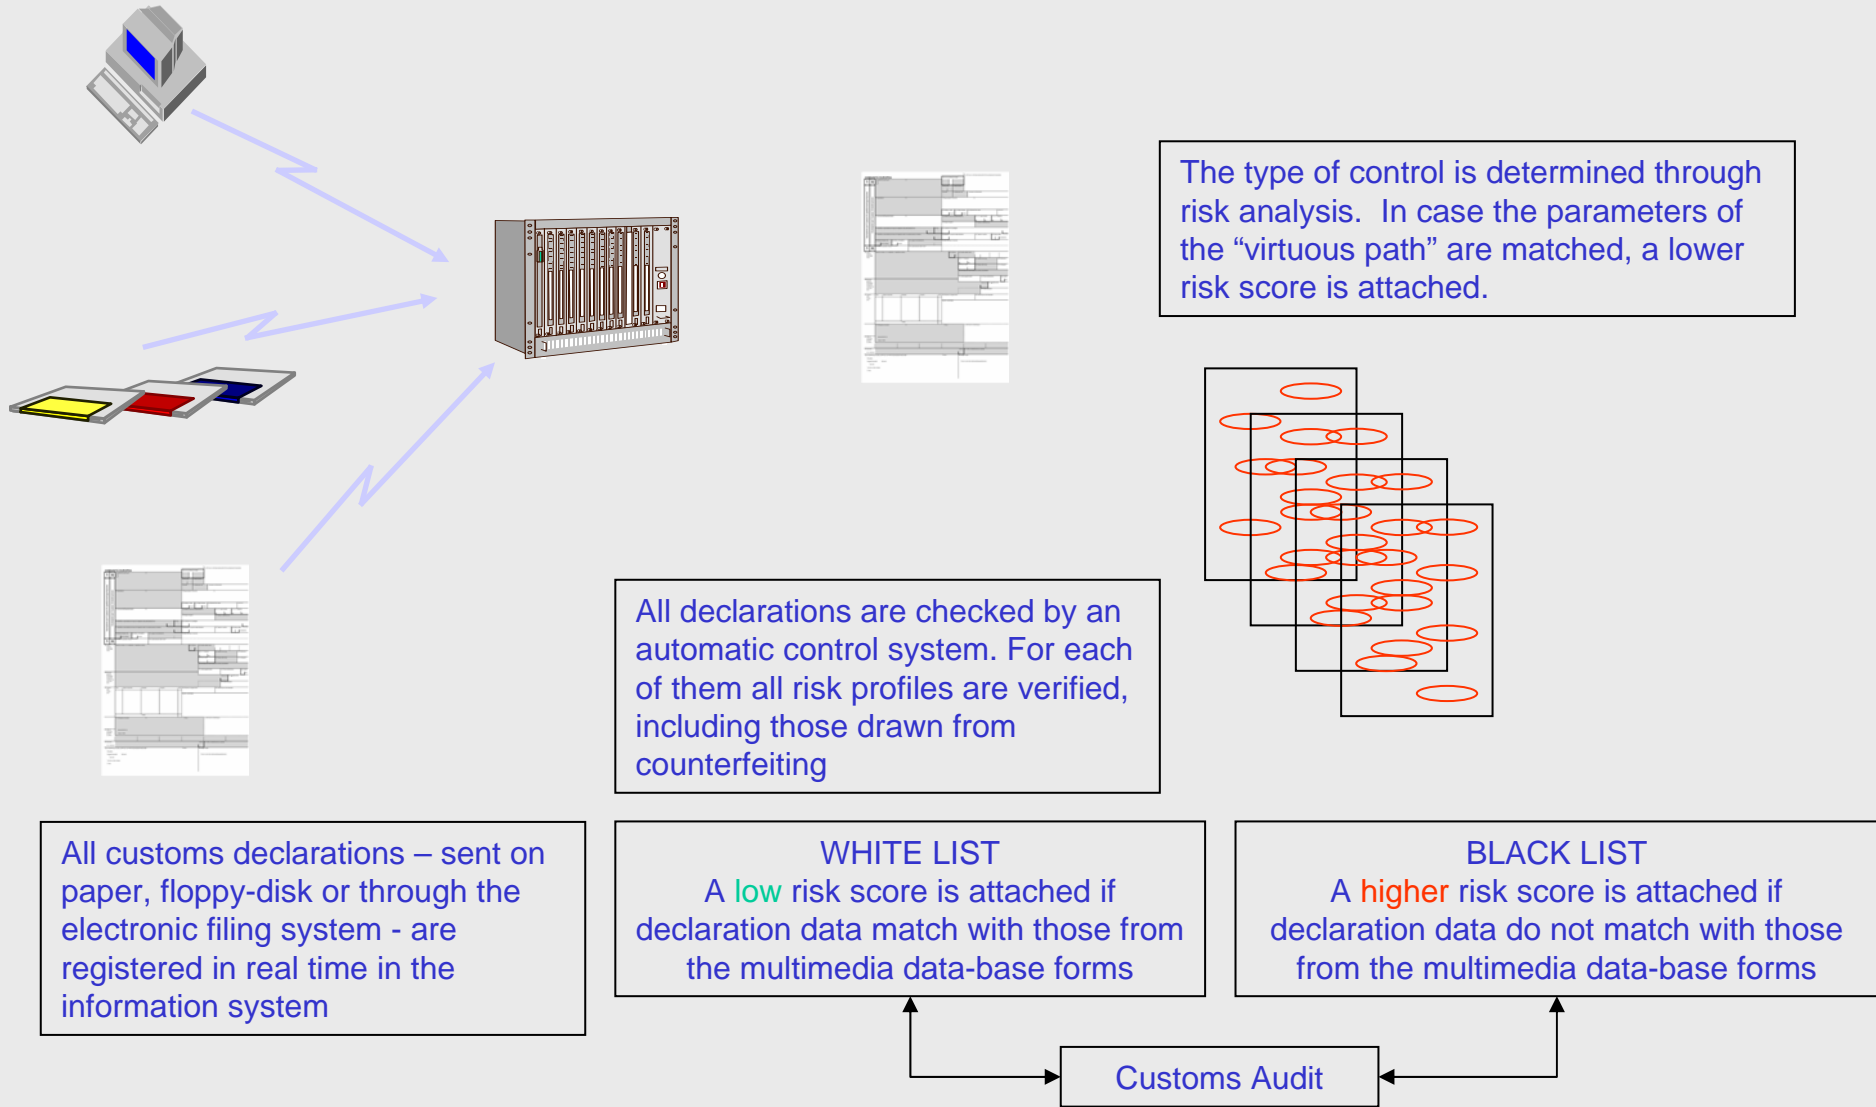 The type of control is determined through
risk analysis.  In case the parameters of
the “virtuous path” are matched, a lower
risk score is attached.
All declarations are checked by an
automatic control system. For each
of them all risk profiles are verified,
including those drawn from
counterfeiting
All customs declarations – sent on
paper, floppy-disk or through the
electronic filing system - are
registered in real time in the
information system
WHITE LIST
A low risk score is attached if
declaration data match with those from
the multimedia data-base forms
BLACK LIST
A higher risk score is attached if
declaration data do not match with those
from the multimedia data-base forms
Customs Audit